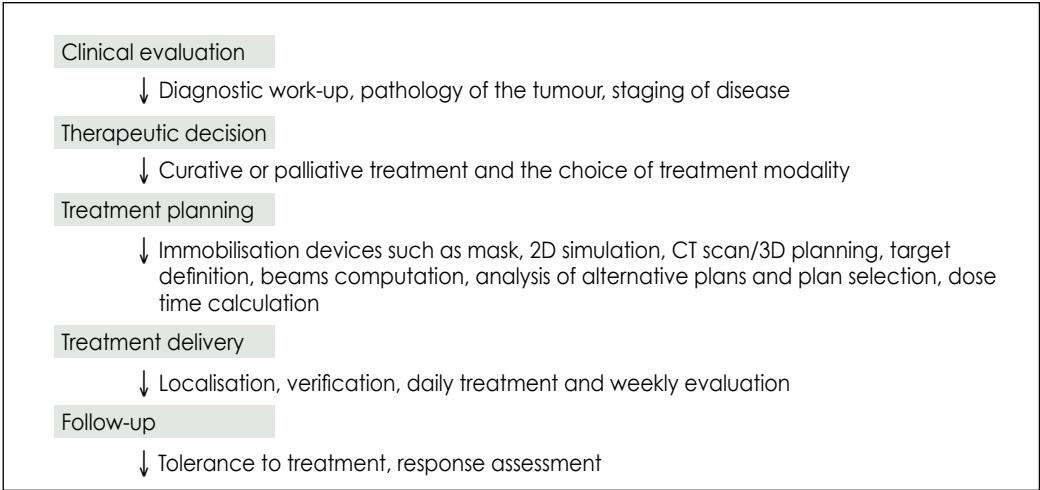 Clinical evaluation
↓ Diagnostic work-up, pathology of the tumour, staging of disease
Therapeutic decision
↓ Curative or palliative treatment and the choice of treatment modality
Treatment planning
↓ Immobilisation devices such as mask, 2D simulation, CT scan/3D planning, target
definition, beams computation, analysis of alternative plans and plan selection, dose
time calculation
Treatment delivery
↓ Localisation, verification, daily treatment and weekly evaluation
Follow-up
↓ Tolerance to treatment, response assessment